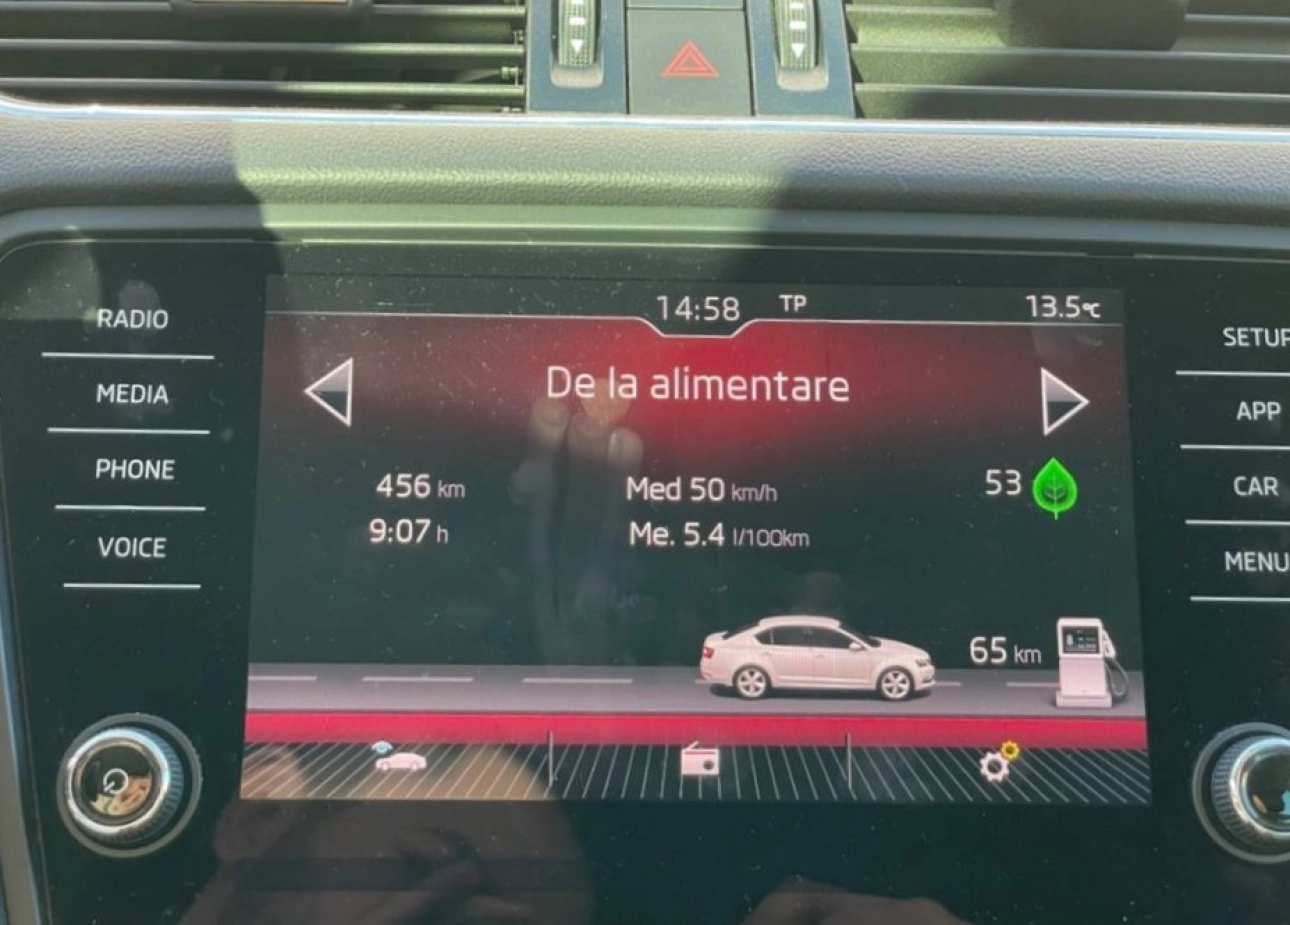 14:58 TP 13.5°C
RADIO
MEDIA
PHONE
VOICE
De la alimentare
456 km
9:07 h
Med 50 km/h
Me. 5.4 l/100km
53
65 km
SETUP
APP
CAR
MENU